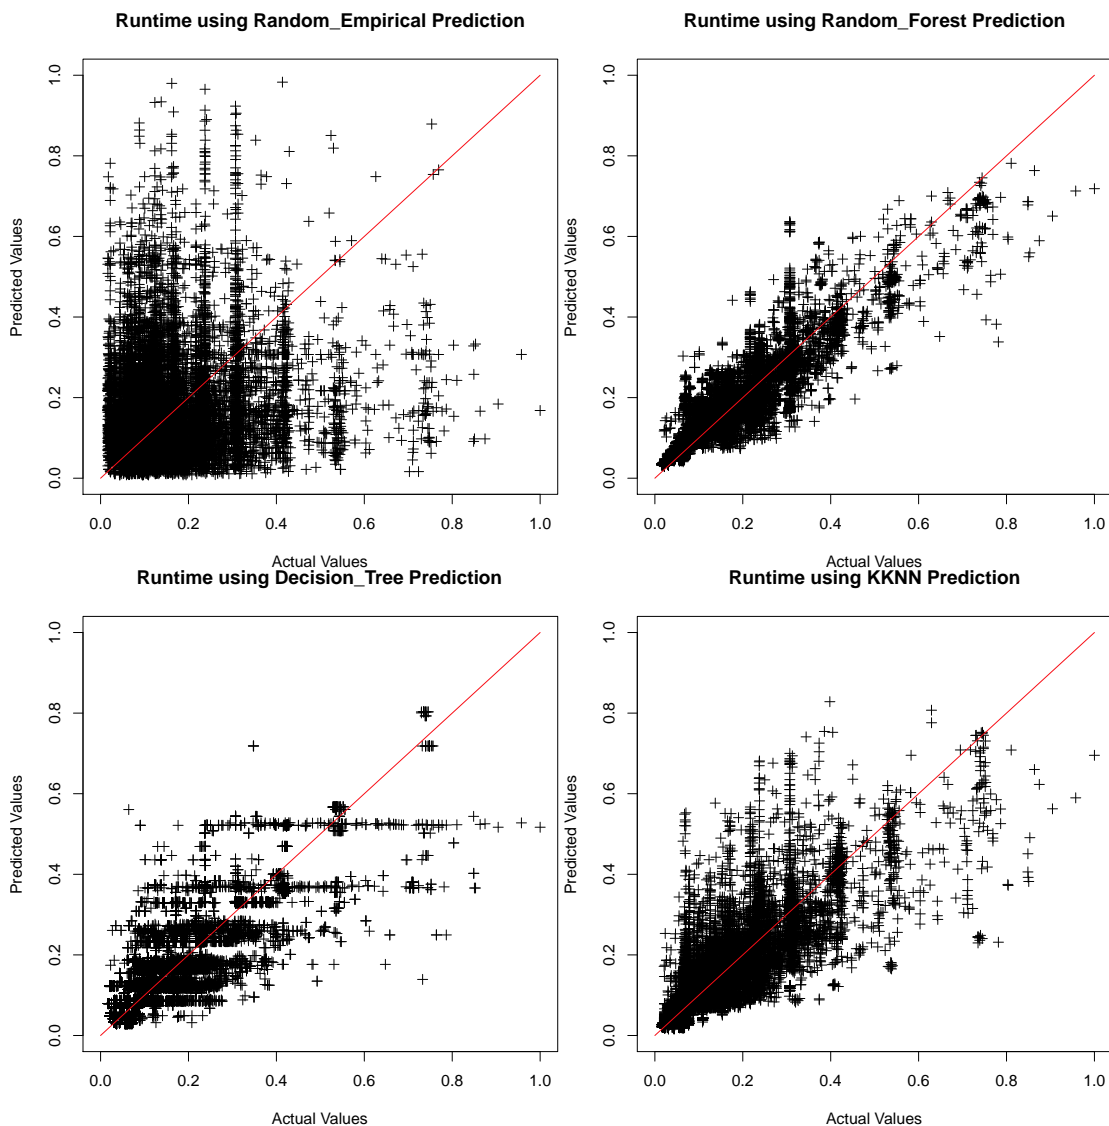 Runtime using Random_Empirical Prediction
Predicted Values
0.0 0.2 0.4 0.6 0.8 1.0
0.0 0.2 0.4 0.6 0.8 1.0
Actual Values
Runtime using Random_Forest Prediction
Predicted Values
0.0 0.2 0.4 0.6 0.8 1.0
0.0 0.2 0.4 0.6 0.8 1.0
Actual Values
Runtime using Decision_Tree Prediction
Predicted Values
0.0 0.2 0.4 0.6 0.8 1.0
0.0 0.2 0.4 0.6 0.8 1.0
Actual Values
Runtime using KKNN Prediction
Predicted Values
0.0 0.2 0.4 0.6 0.8 1.0
0.0 0.2 0.4 0.6 0.8 1.0
Actual Values